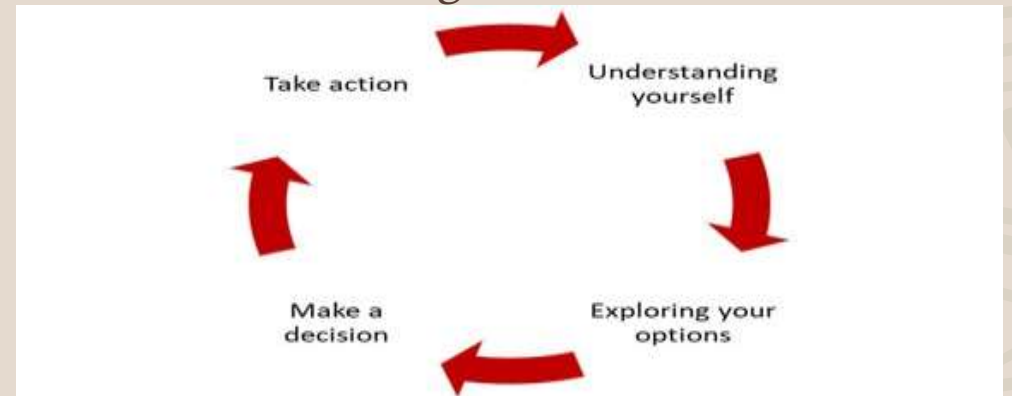 Take action
Understanding
yourself
Make a
decision
Exploring your
options